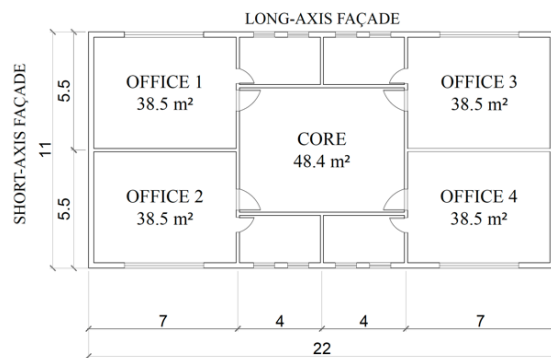 LONG-AXIS FAÇADE
SHORT-AXIS FAÇADE
11
5.5
5.5
OFFICE 1
38.5 m²
OFFICE 3
38.5 m²
CORE
48.4 m²
OFFICE 2
38.5 m²
OFFICE 4
38.5 m²
7
4
4
7
22